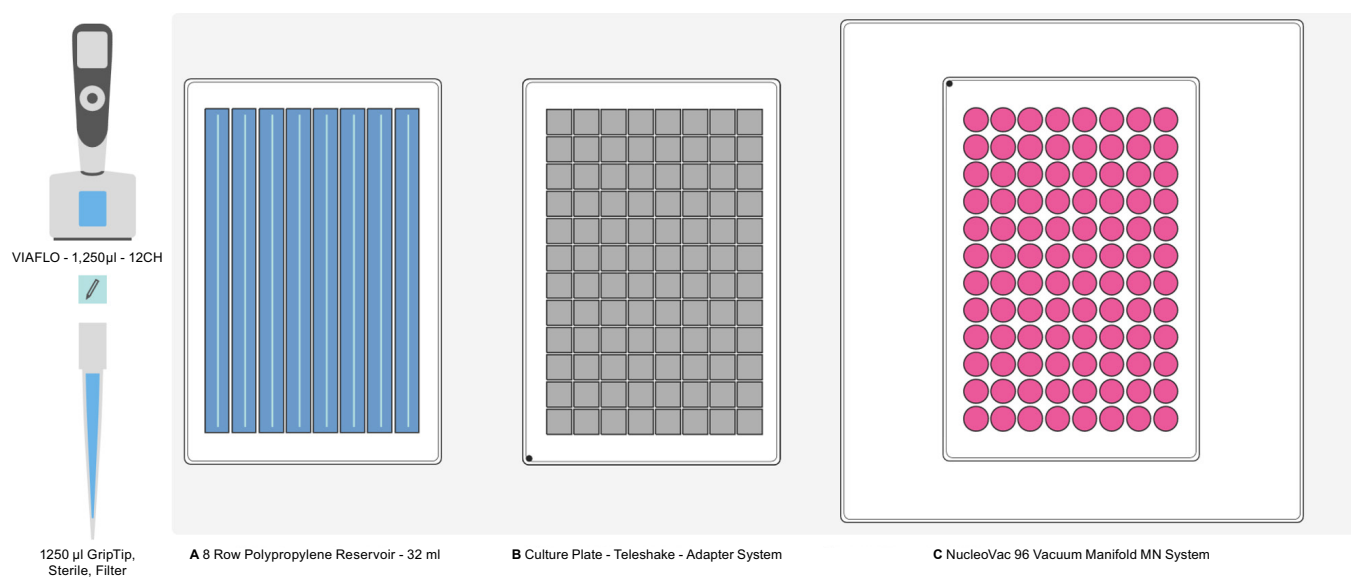 VIAFLO - 1,250µl - 12CH
1250 µl GripTip,
Sterile, Filter
A 8 Row Polypropylene Reservoir - 32 ml
B Culture Plate - Teleshake - Adapter System
C NucleoVac 96 Vacuum Manifold MN System